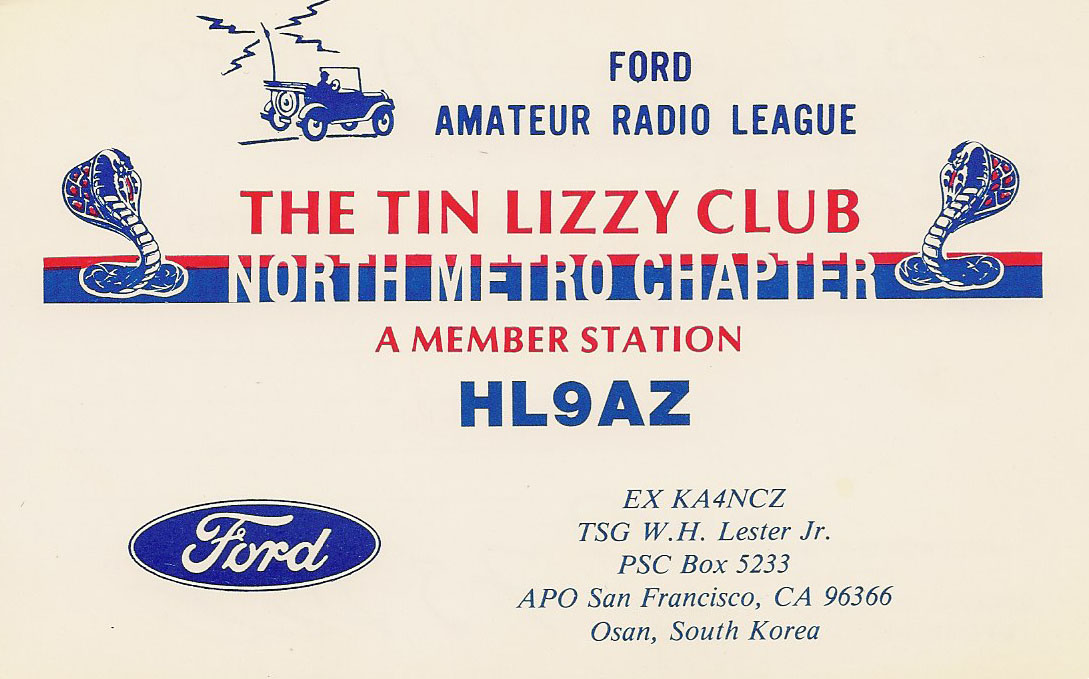 FORD
AMATEUR RADIO LEAGUE
THE TIN LIZZY CLUB
NORTH METRO CHAPTER
A MEMBER STATION
HL9AZ
Ford
EX KA4NCZ
TSG W.H. Lester Jr.
PSC Box 5233
APO San Francisco, CA 96366
Osan, South Korea